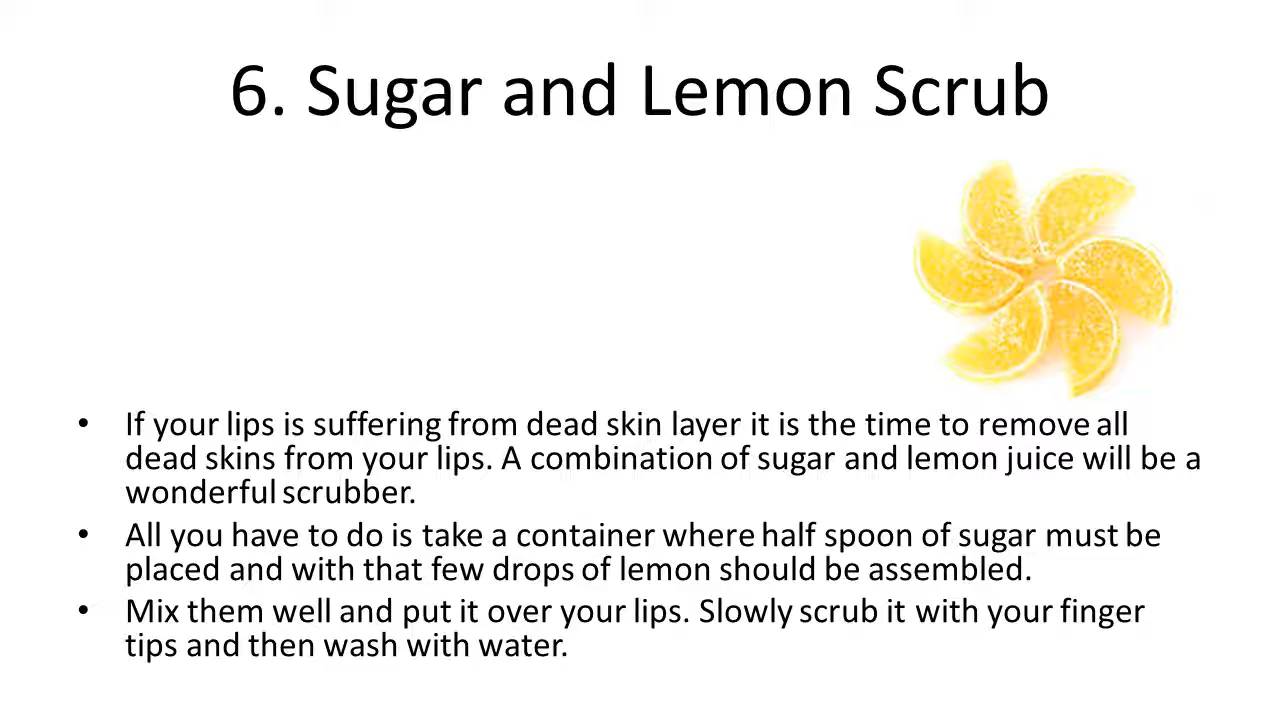 6. Sugar and Lemon Scrub
• If your lips is suffering from dead skin layer it is the time to remove all
dead skins from your lips. A combination of sugar and lemon juice will be a
wonderful scrubber.
• All you have to do is take a container where half spoon of sugar must be
placed and with that few drops of lemon should be assembled.
• Mix them well and put it over your lips. Slowly scrub it with your finger
tips and then wash with water.